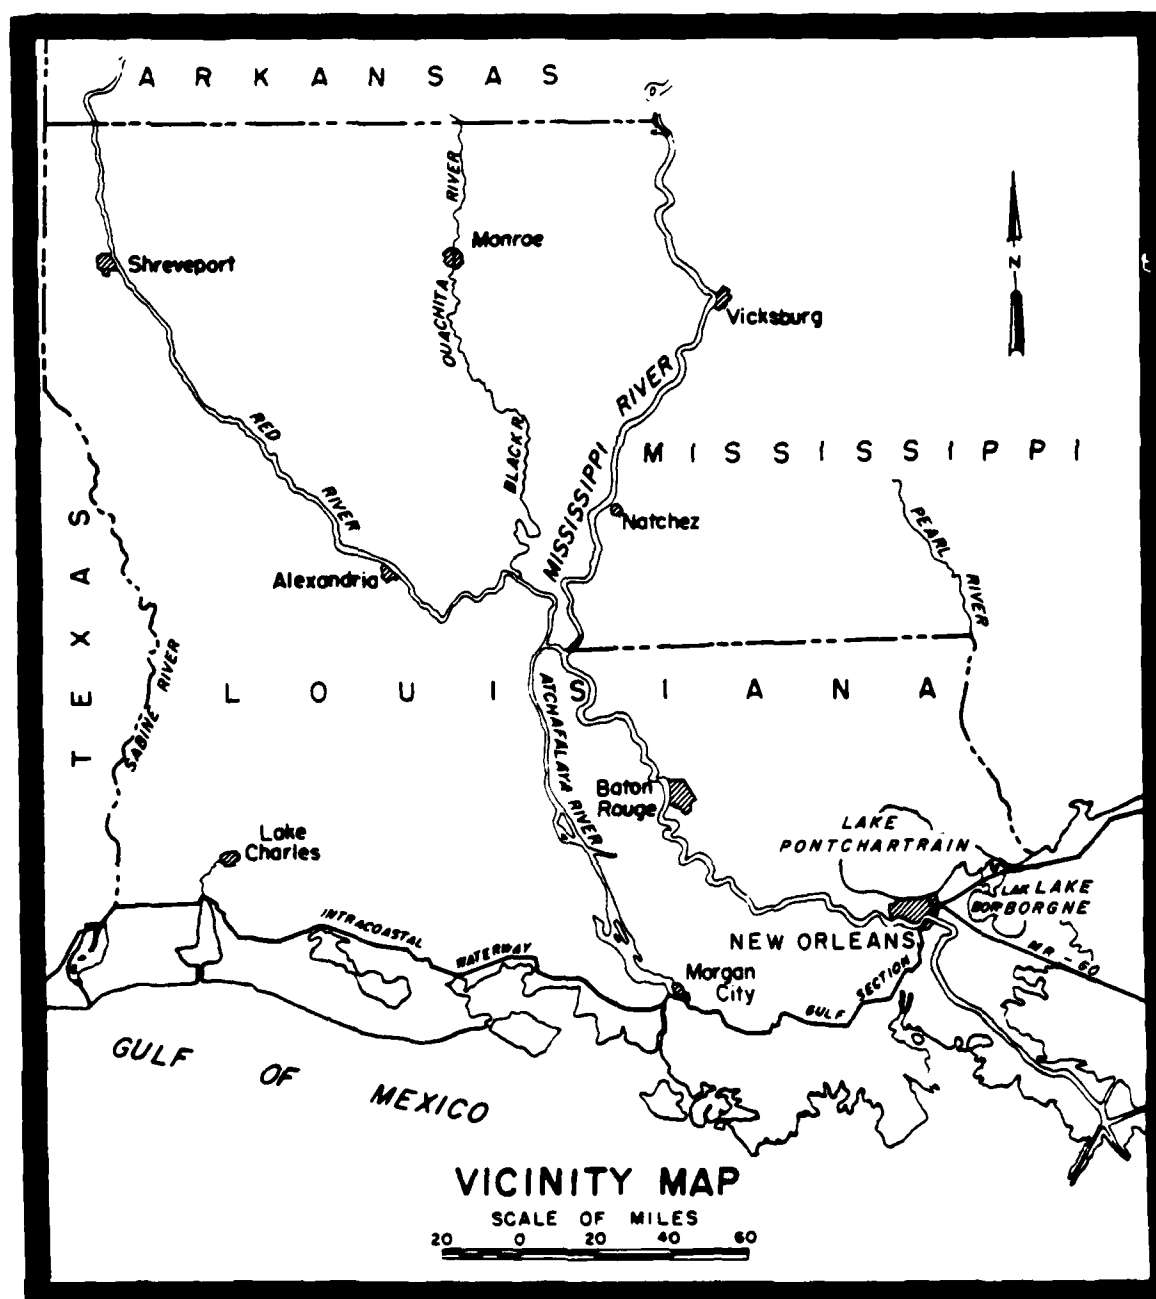 ARKANSAS
RIVER
Monroe
Shreveport
N
OUACHITA
Vicksburg
RIVER
RED
BLACK R.
MISSISSIPPI
MISSISSIPPI
RIVER
Natchez
PEARL
TEXAS
Alexandria
RIVER
SABINE RIVER
LOUISIANA
ATCHAFALAYA RIVER
Baton
Rouge
LAKE
PONTCHARTRAIN
Lake
Charles
LAK LAKE
BOR BORGNE
INTRACOASTAL
WATERWAY
NEW ORLEANS
MR-GO
Morgan
City
SECTION
GULF
GULF OF MEXICO
VICINITY MAP
SCALE OF MILES
20 0 20 40 60